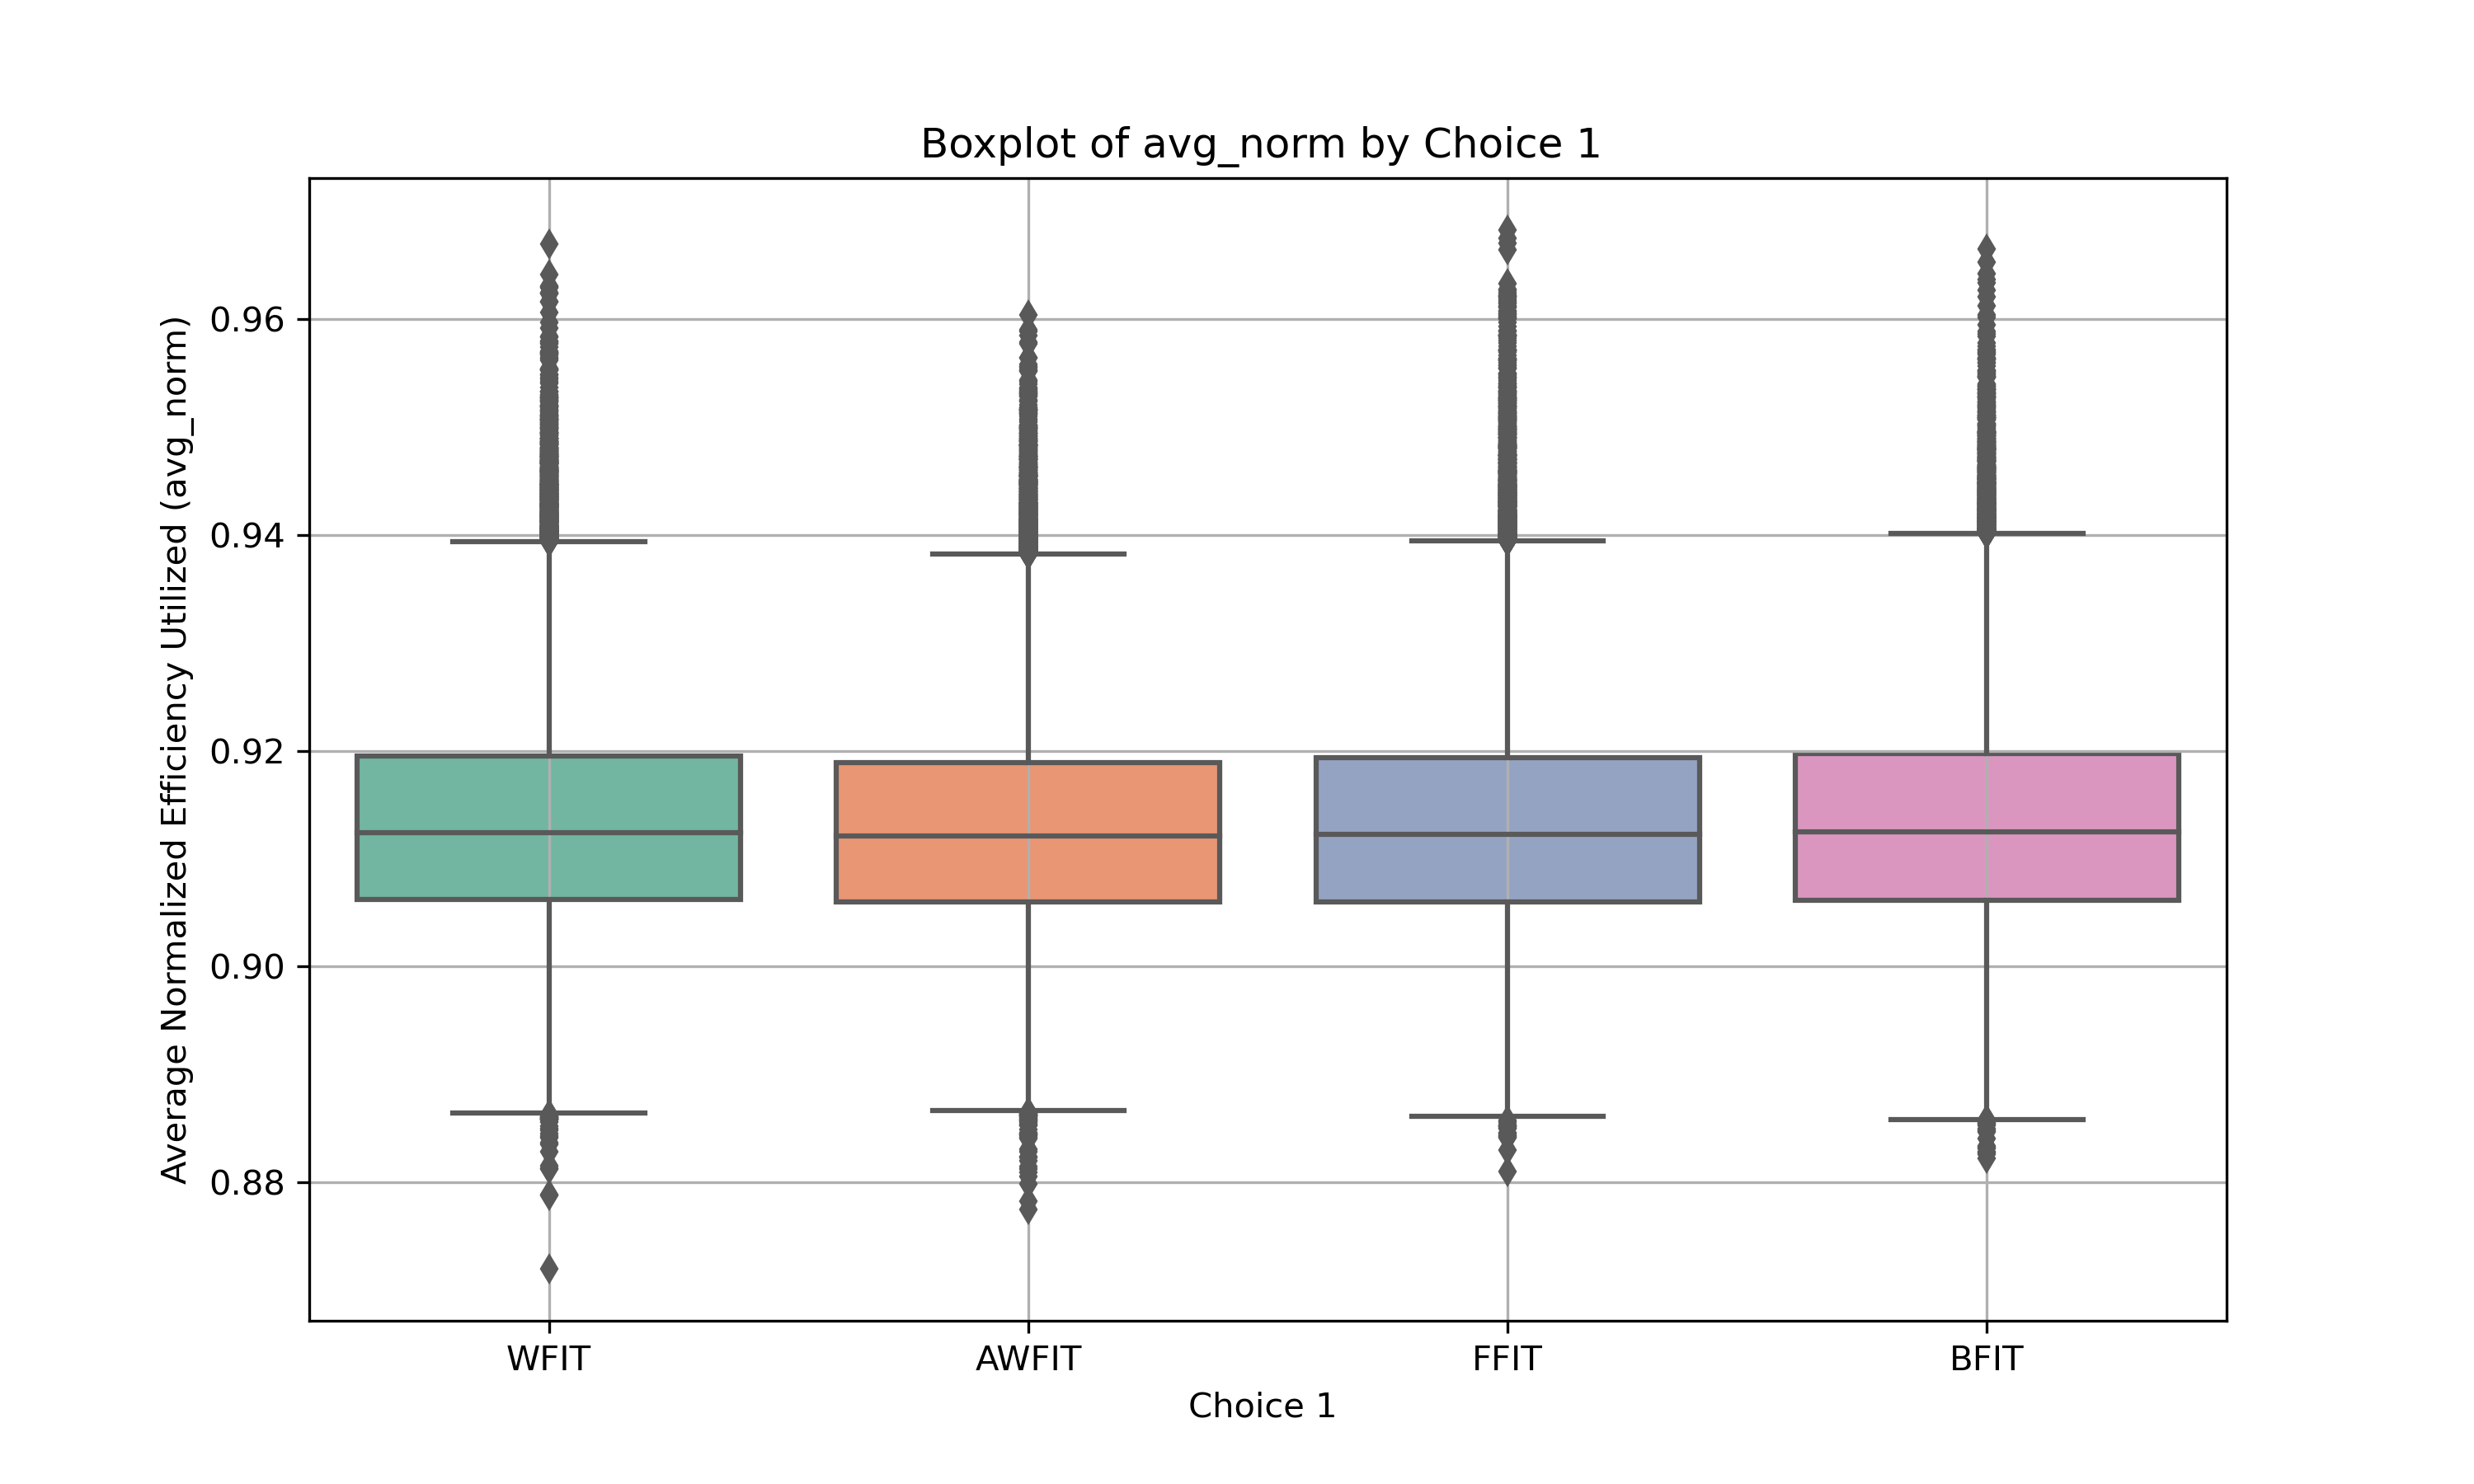 Boxplot of avg_norm by Choice 1
Average Normalized Efficiency Utilized (avg_norm)
0.96
0.94
0.92
0.90
0.88
WFIT AWFIT FFIT BFIT
Choice 1